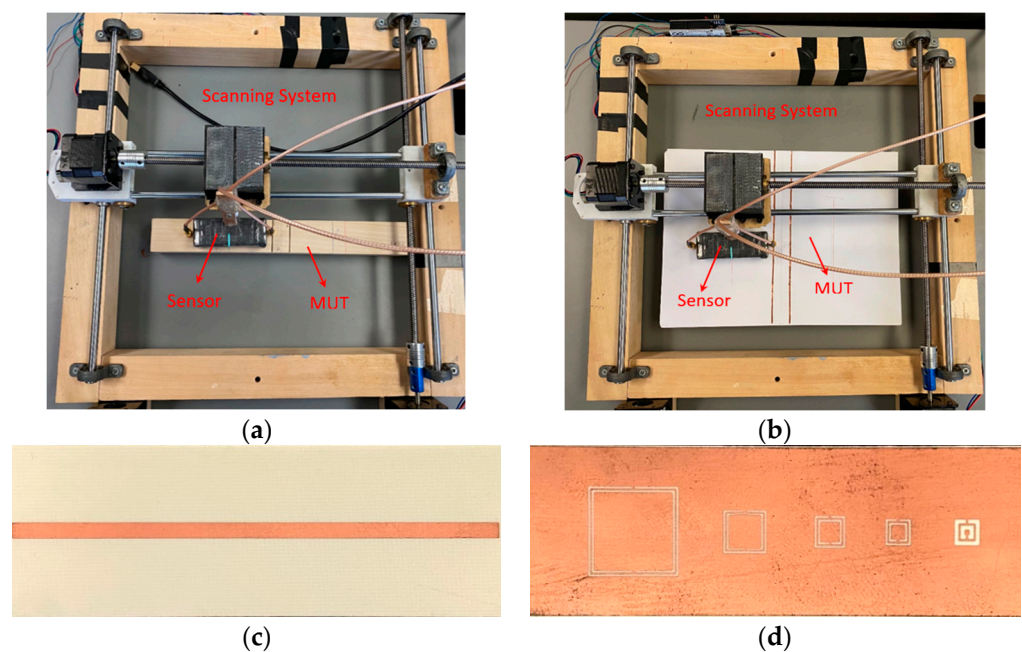 Scanning System
Scanning System
Sensor
MUT
Sensor
MUT
(a)
(b)
(c)
(d)